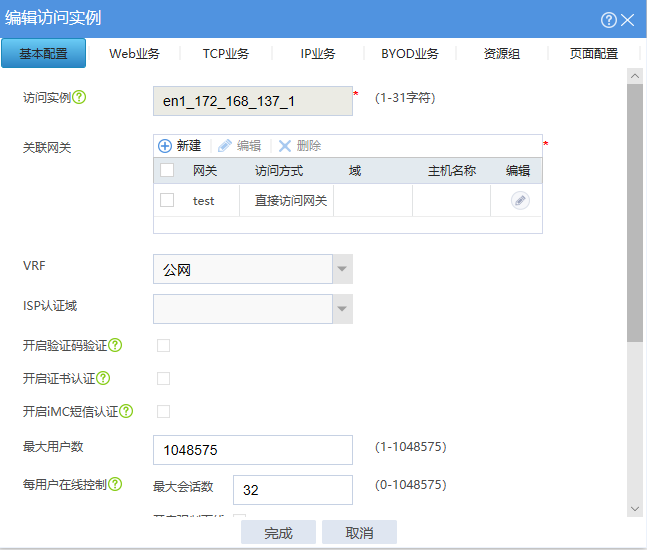 编辑访问实例
基本配置 Web业务 TCP业务 IP业务 BYOD业务 资源组 页面配置
访问实例 en1_172_168_137_1 * (1-31字符)
关联网关 新建 编辑 删除 *
网关 访问方式 域 主机名称 编辑
test 直接访问网关
VRF 公网
ISP认证域
开启验证码验证
开启证书认证
开启iMC短信认证
最大用户数 1048575 (1-1048575)
每用户在线控制 最大会话数 32 (0-1048575)
完成 取消